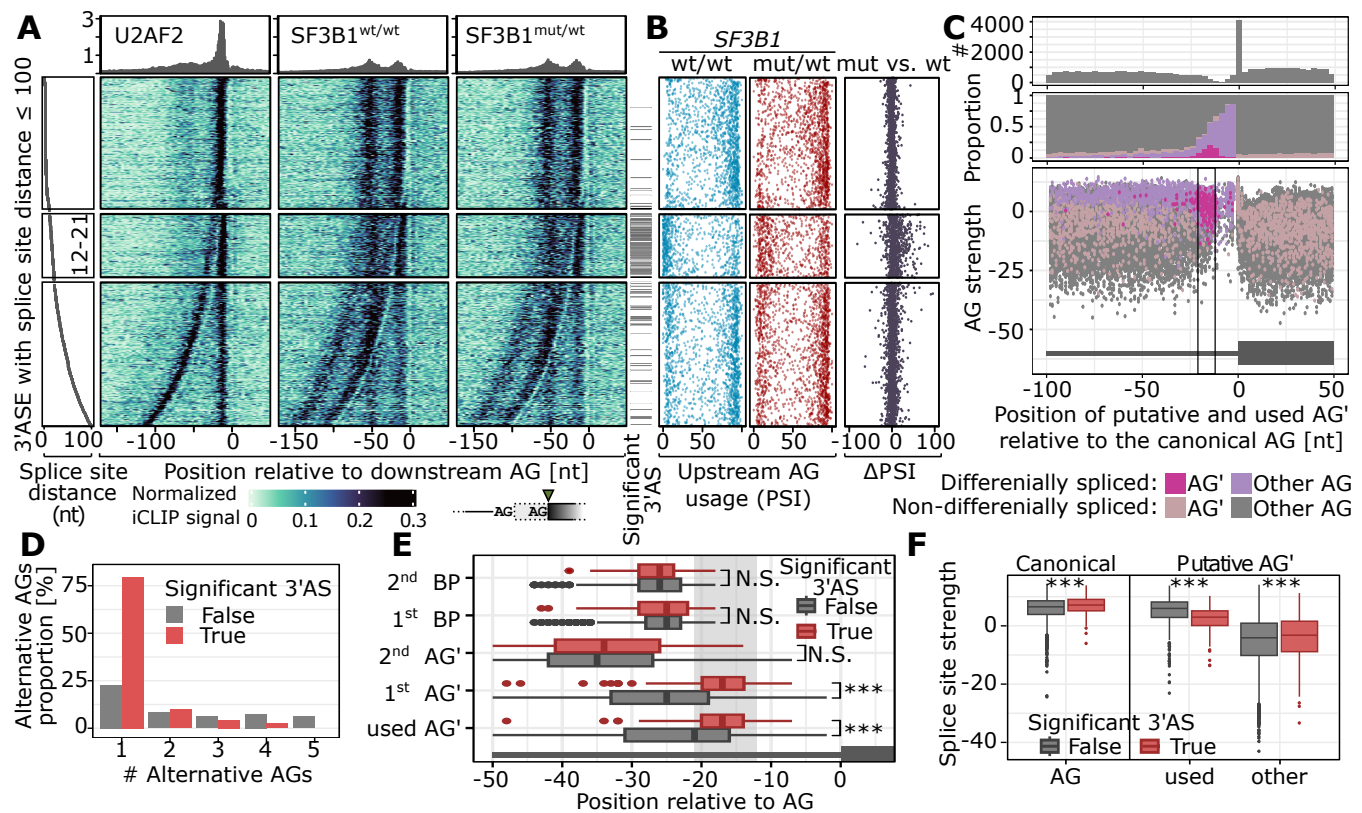 A
3
2
1
U2AF2
SF3B1wt/wt
SF3B1mut/wt
3'ASE with splice site distance ≤ 100
12-21
0 100
Splice site distance (nt)
-100 -50 0
-150 -100 -50 0
-150 -100 -50 0
Position relative to downstream AG [nt]
Normalized iCLIP signal
0 0.1 0.2 0.3
AG AG
Significant 3'AS
B
SF3B1
wt/wt mut/wt mut vs. wt
0 50 100
0 50 100
-100 0 100
Upstream AG usage (PSI)
ΔPSI
C
#
4000
2000
0
Proportion
1
0.5
0
AG strength
0
-25
-50
-100 -50 0 50
Position of putative and used AG' relative to the canonical AG [nt]
Differenially spliced: AG' Other AG
Non-differenially spliced: AG' Other AG
D
Alternative AGs proportion [%]
75
50
25
0
Significant 3'AS
False
True
1 2 3 4 5
# Alternative AGs
E
2nd BP
1st BP
2nd AG'
1st AG'
used AG'
N.S.
N.S.
N.S.
***
***
Significant 3'AS
False
True
-50 -40 -30 -20 -10 0
Position relative to AG
F
Canonical
Putative AG'
*** *** ***
Splice site strength
0
-20
-40
Significant 3'AS
False True
AG used other